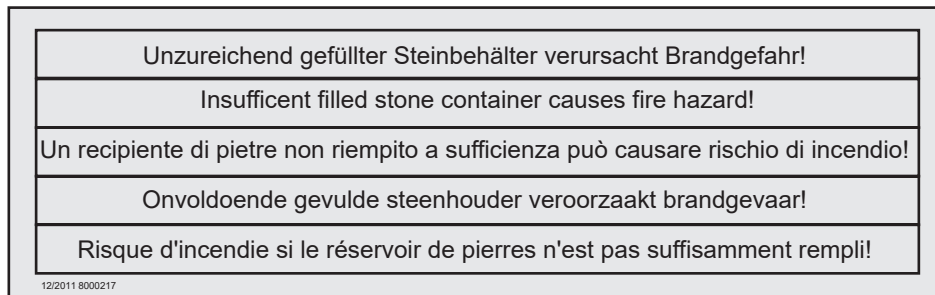 Unzureichend gefüllter Steinbehälter verursacht Brandgefahr!
Insufficent filled stone container causes fire hazard!
Un recipiente di pietre non riempito a sufficienza può causare rischio di incendio!
Onvoldoende gevulde steenhouder veroorzaakt brandgevaar!
Risque d'incendie si le réservoir de pierres n'est pas suffisamment rempli!
12/2011 8000217